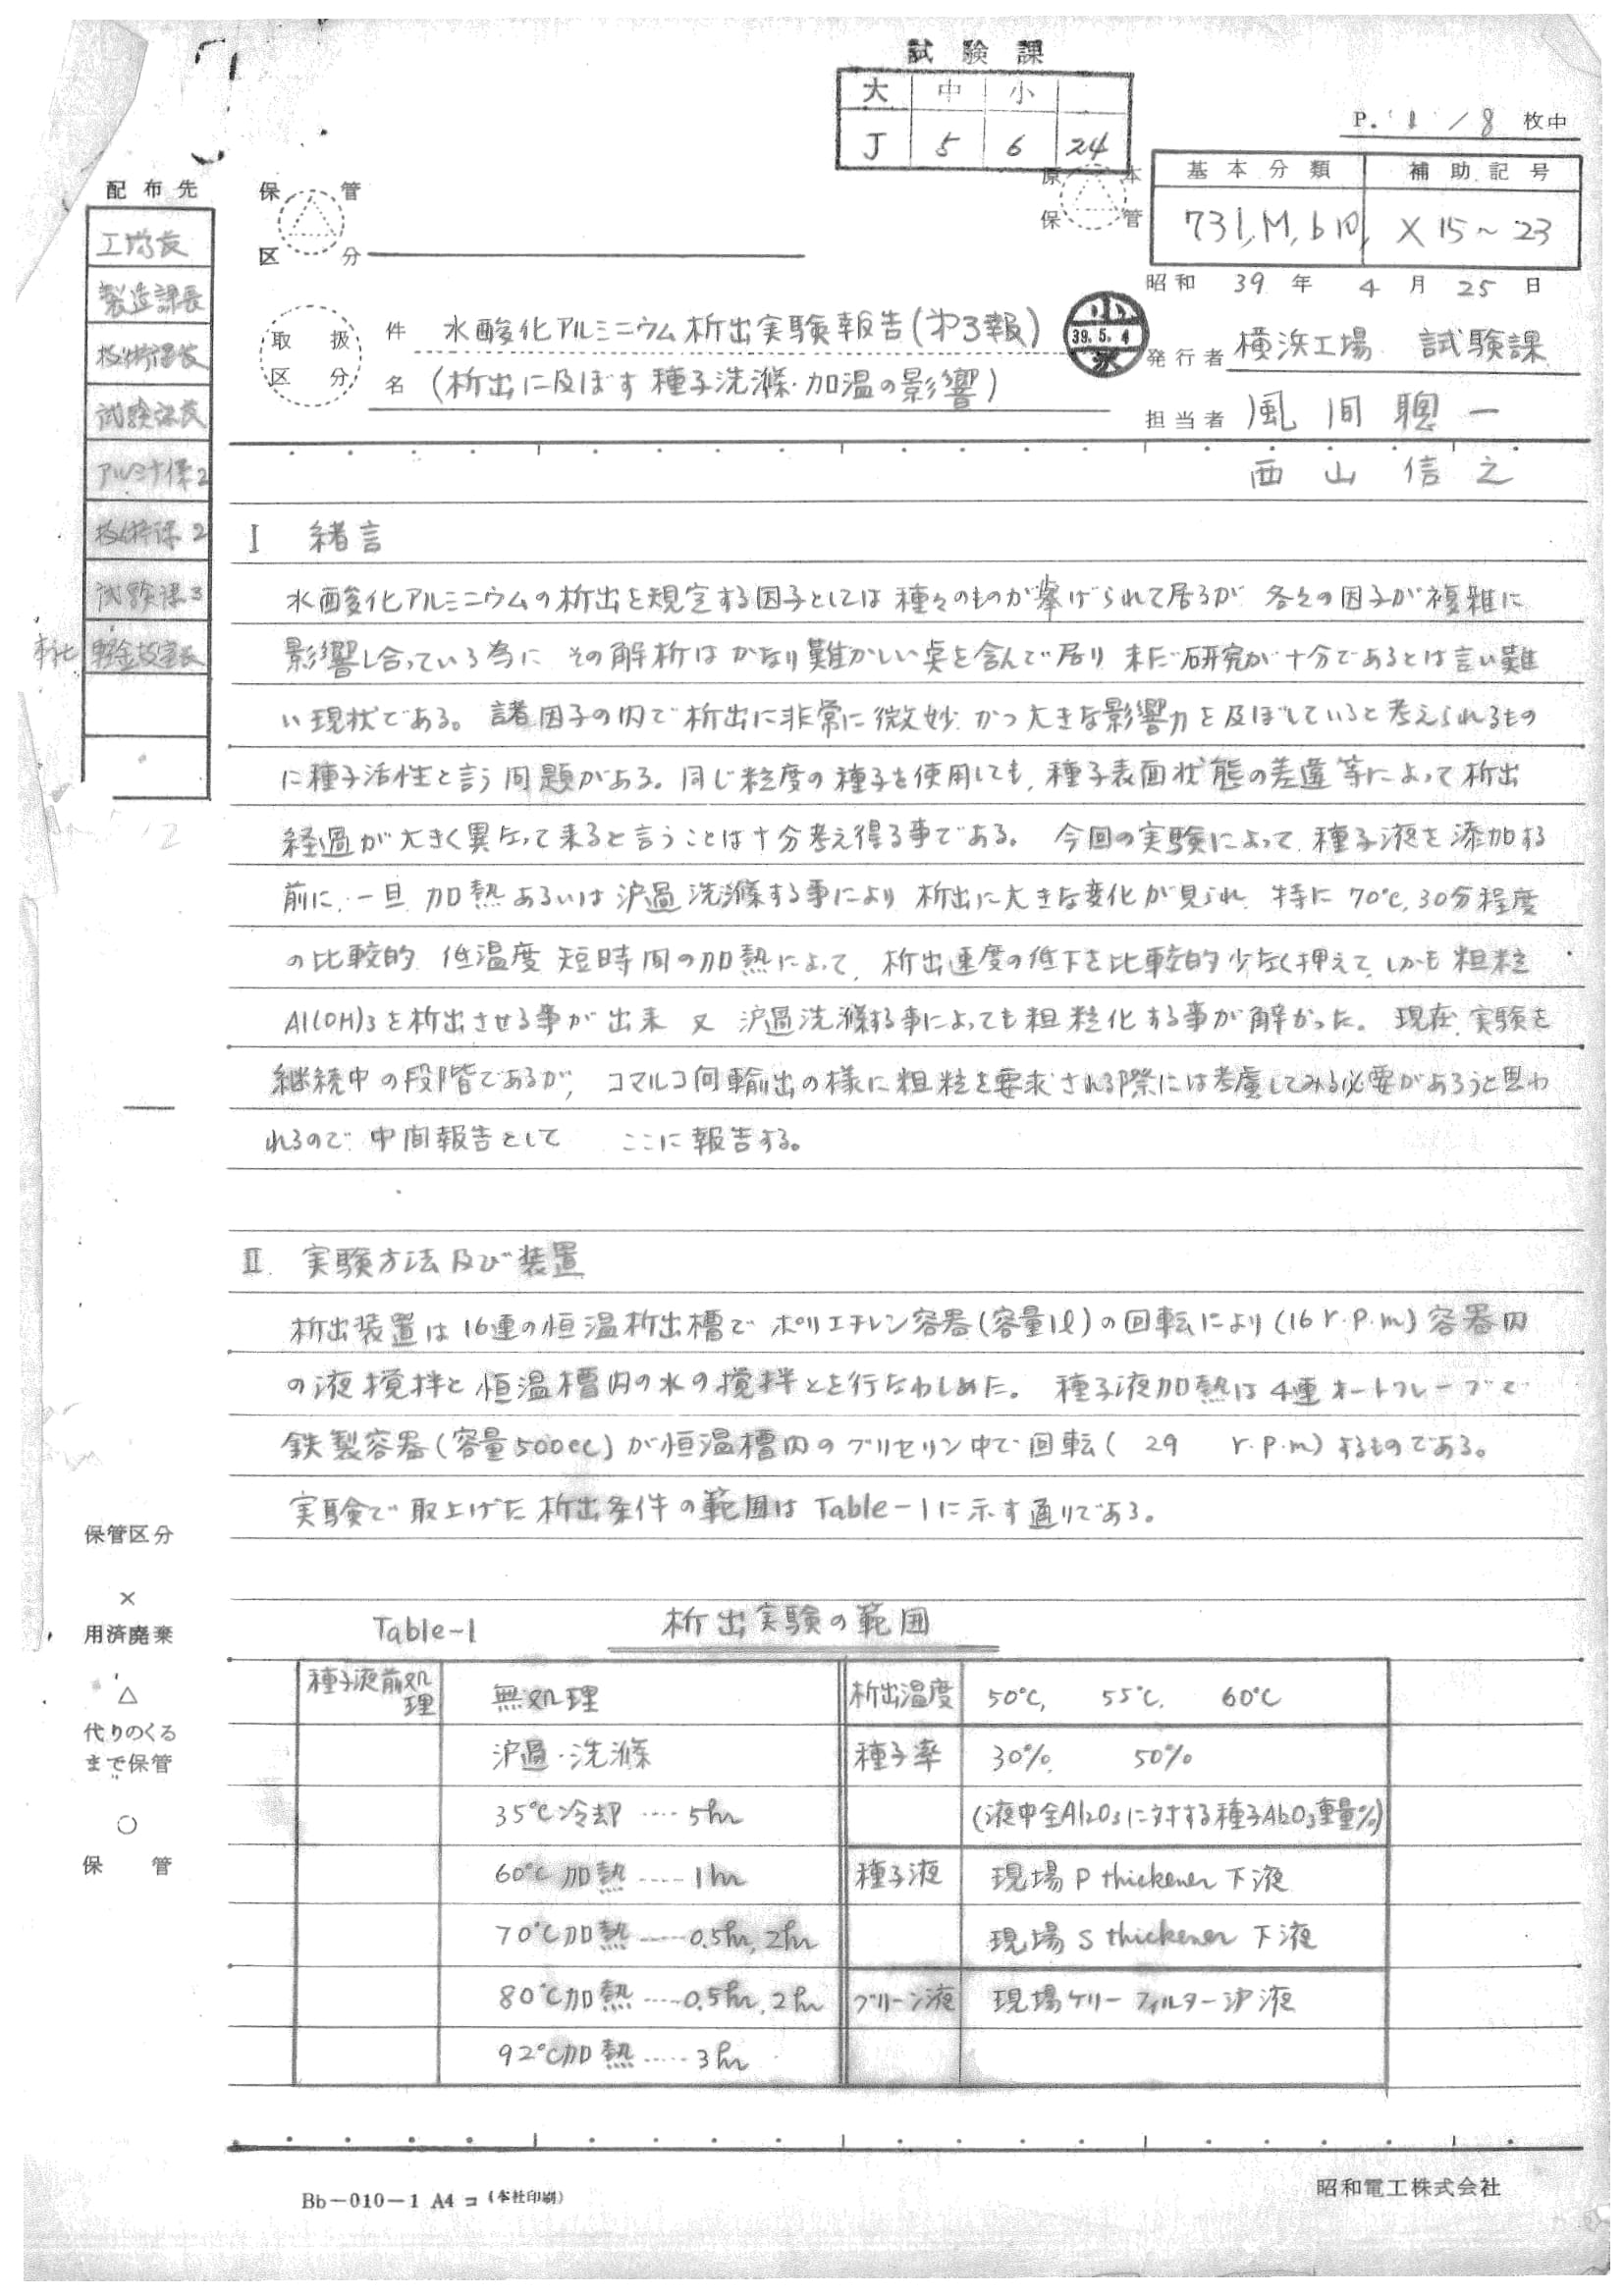 試験課
大 中 小
J 5 6 24
P. 1 / 8 枚中
基本分類 補助記号
731, M, b10, X 15~23
原本保管
保管区分
配布先
工場長
製造課長
技術課長
試験課長
アルミナ係2
技術課2
試験課3
本社 軽金技室長
昭和 39 年 4 月 25 日
取扱区分
件名 水酸化アルミニウム析出実験報告(第3報)
(析出に及ぼす種子洗滌・加温の影響)
小 39.5.4
発行者 横浜工場 試験課
担当者 風間聰一
西山信之
I 緒言
水酸化アルミニウムの析出を規定する因子としては種々のものが挙げられて居るが 各々の因子が複雑に
影響し合っている為に その解析はかなり難かしい点を含んで居り 未だ研究が十分であるとは言い難
い現状である。諸因子の内で析出に非常に微妙かつ大きな影響力を及ぼしていると考えられるもの
に種子活性と言う問題がある。同じ粒度の種子を使用しても、種子表面状態の差違等によって析出
経過が大きく異なって来ると言うことは十分考え得る事である。今回の実験によって、種子液を添加する
前に、一旦 加熱あるいは沪過洗滌する事により 析出に大きな変化が見られ 特に 70℃, 30分程度
の比較的 低温度 短時間の加熱によって、析出速度の低下を比較的少なく押えて、しかも粗粒
Al(OH)3を析出させる事が出来 又 沪過洗滌する事によっても粗粒化する事が解かった。現在、実験を
継続中の段階であるが、コマルコ向輸出の様に粗粒を要求される際には考慮してみる必要があろうと思わ
れるので 中間報告として ここに報告する。
II. 実験方法及び装置
析出装置は16連の恒温析出槽で ポリエチレン容器(容量1l)の回転により(16 r.p.m)容器内
の液撹拌と恒温槽内の水の撹拌とを行なわしめた。種子液加熱は4連オートクレーブで
鉄製容器(容量500cc)が恒温槽内のグリセリン中で回転( 29 r.p.m)するものである。
実験で取上げた析出条件の範囲はTable-1に示す通りである。
Table-1 析出実験の範囲
種子液前処理 無処理 析出温度 50℃, 55℃, 60℃
沪過・洗滌 種子率 30%, 50%
35℃冷却 ‥‥ 5hr (液中全Al2O3に対する種子Al2O3重量%)
60℃加熱 ‥‥ 1hr 種子液 現場 P thickener 下液
70℃加熱 ‥‥ 0.5hr, 2hr 現場 S thickener 下液
80℃加熱 ‥‥ 0.5hr, 2hr グリーン液 現場ケリーフィルター沪液
92℃加熱 ‥‥ 3hr
保管区分
×
用済廃棄
△
代りのくる
まで保管
○
保管
Bb-010-1 A4 コ (本社印刷)
昭和電工株式会社